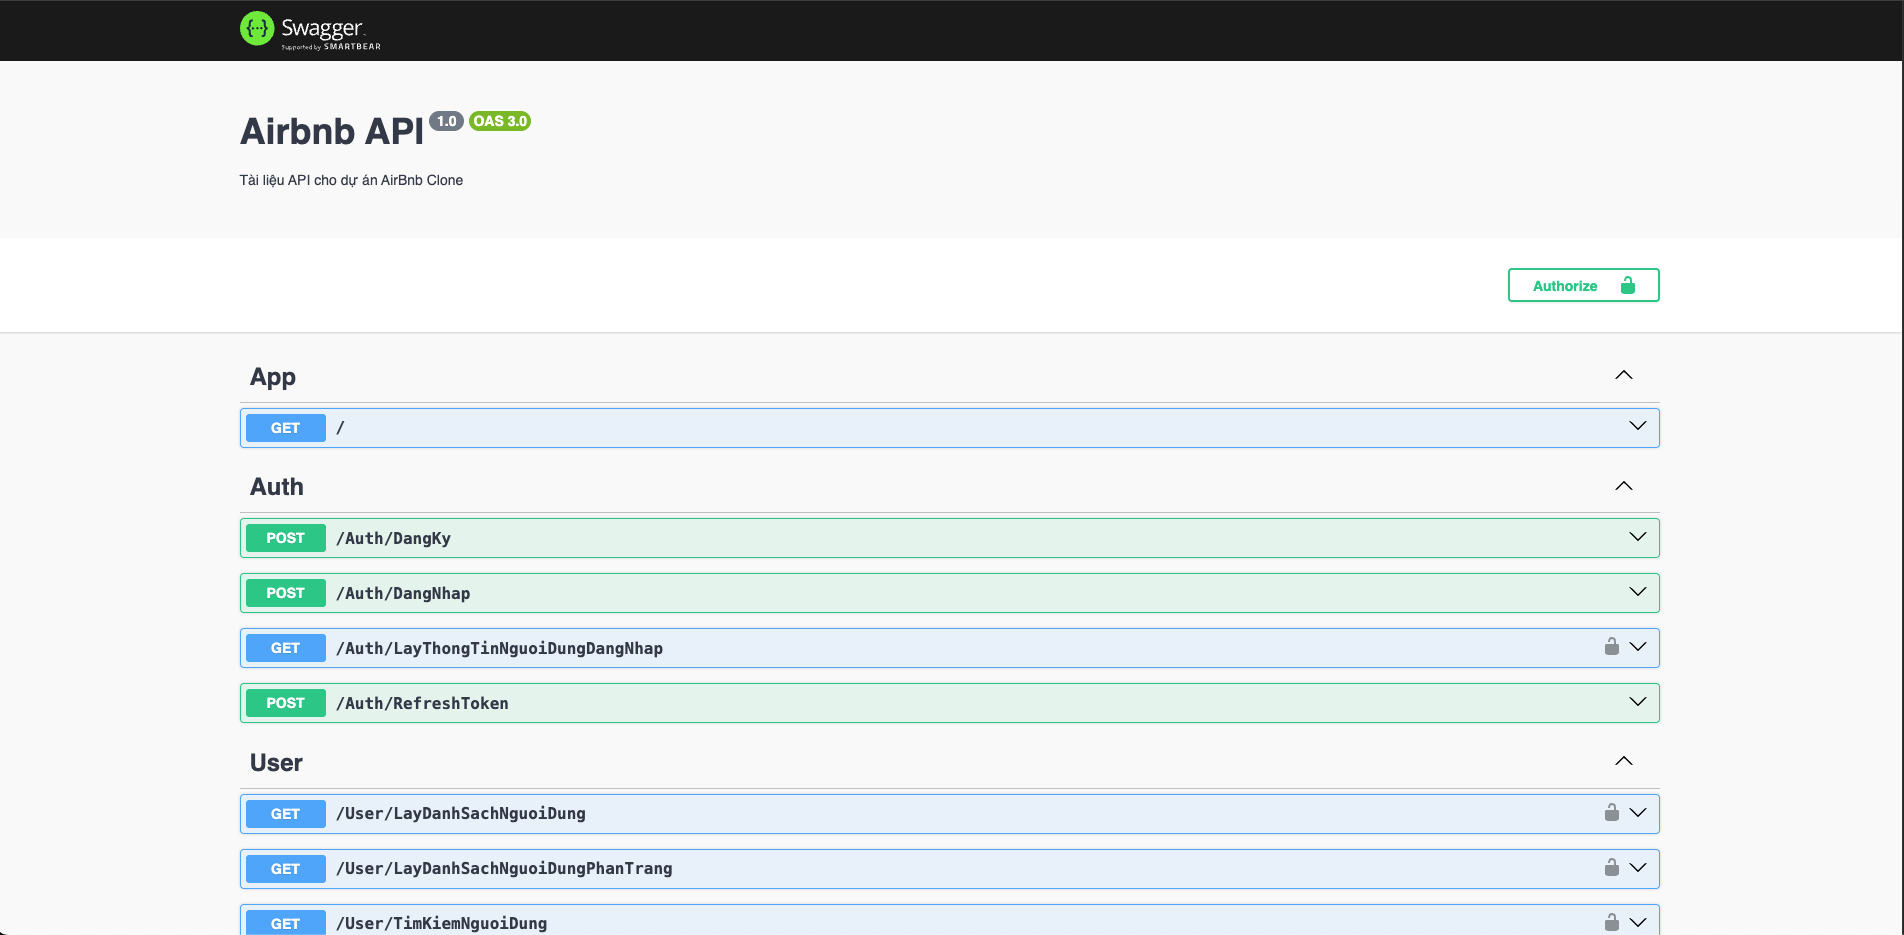 Swagger
Supported by SMARTBEAR
Airbnb API 1.0 OAS 3.0
Tài liệu API cho dự án AirBnb Clone
Authorize
App
GET /
Auth
POST /Auth/DangKy
POST /Auth/DangNhap
GET /Auth/LayThongTinNguoiDungDangNhap
POST /Auth/RefreshToken
User
GET /User/LayDanhSachNguoiDung
GET /User/LayDanhSachNguoiDungPhanTrang
GET /User/TimKiemNguoiDung